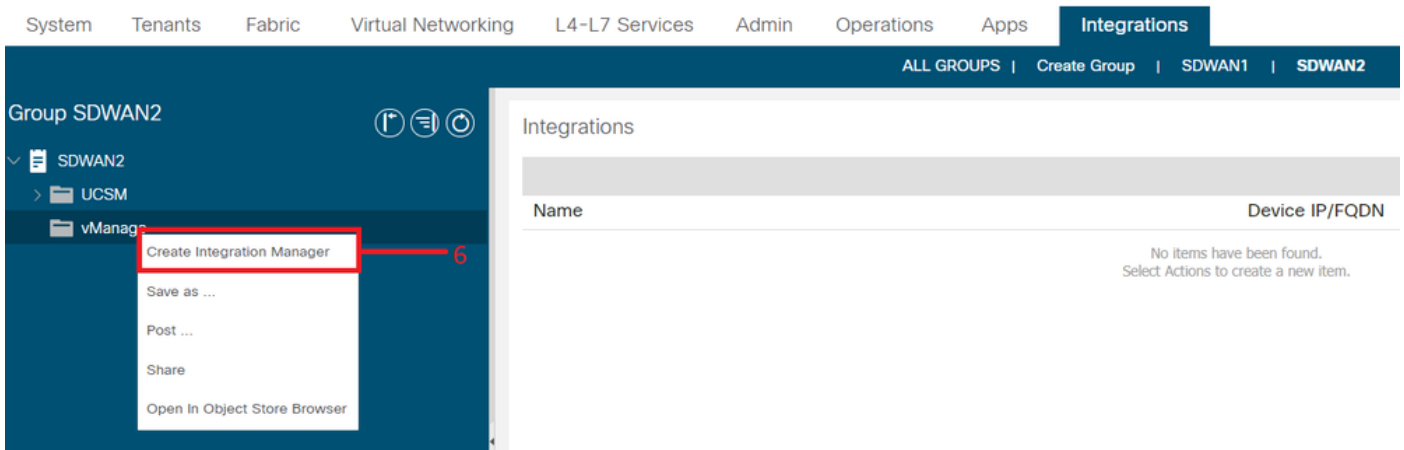 System Tenants Fabric Virtual Networking L4-L7 Services Admin Operations Apps Integrations
ALL GROUPS | Create Group | SDWAN1 | SDWAN2
Group SDWAN2
Integrations
SDWAN2
UCSM
Name Device IP/FQDN
vManage
Create Integration Manager 6
No items have been found.
Select Actions to create a new item.
Save as ...
Post ...
Share
Open In Object Store Browser